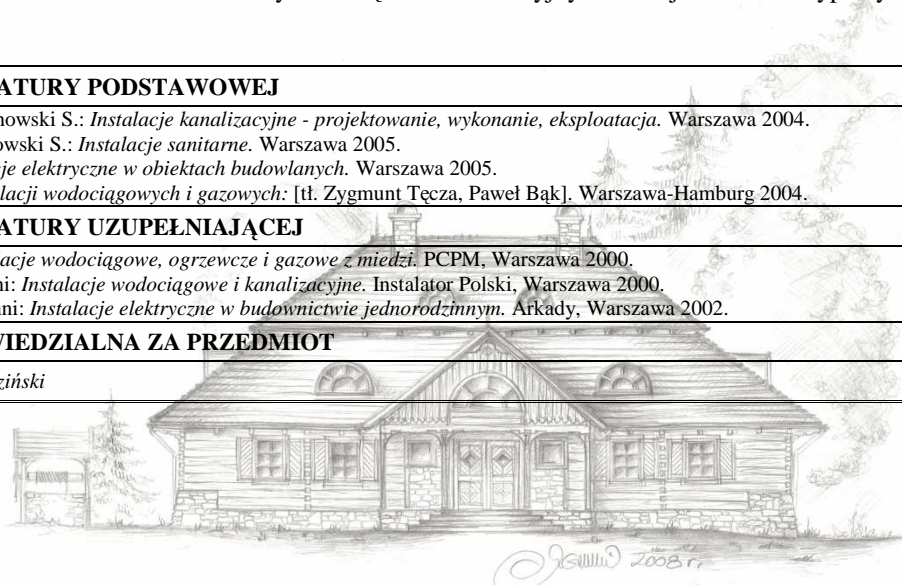 ATURY PODSTAWOWEJ
nowski S.: Instalacje kanalizacyjne - projektowanie, wykonanie, eksploatacja. Warszawa 2004.
owski S.: Instalacje sanitarne. Warszawa 2005.
je elektryczne w obiektach budowlanych. Warszawa 2005.
lacji wodociągowych i gazowych: [tł. Zygmunt Tęcza, Paweł Bąk]. Warszawa-Hamburg 2004.
ATURY UZUPEŁNIAJĄCEJ
acje wodociągowe, ogrzewcze i gazowe z miedzi. PCPM, Warszawa 2000.
ni: Instalacje wodociągowe i kanalizacyjne. Instalator Polski, Warszawa 2000.
nni: Instalacje elektryczne w budownictwie jednorodzinnym. Arkady, Warszawa 2002.
WIEDZIALNA ZA PRZEDMIOT
ziński
2008 r.